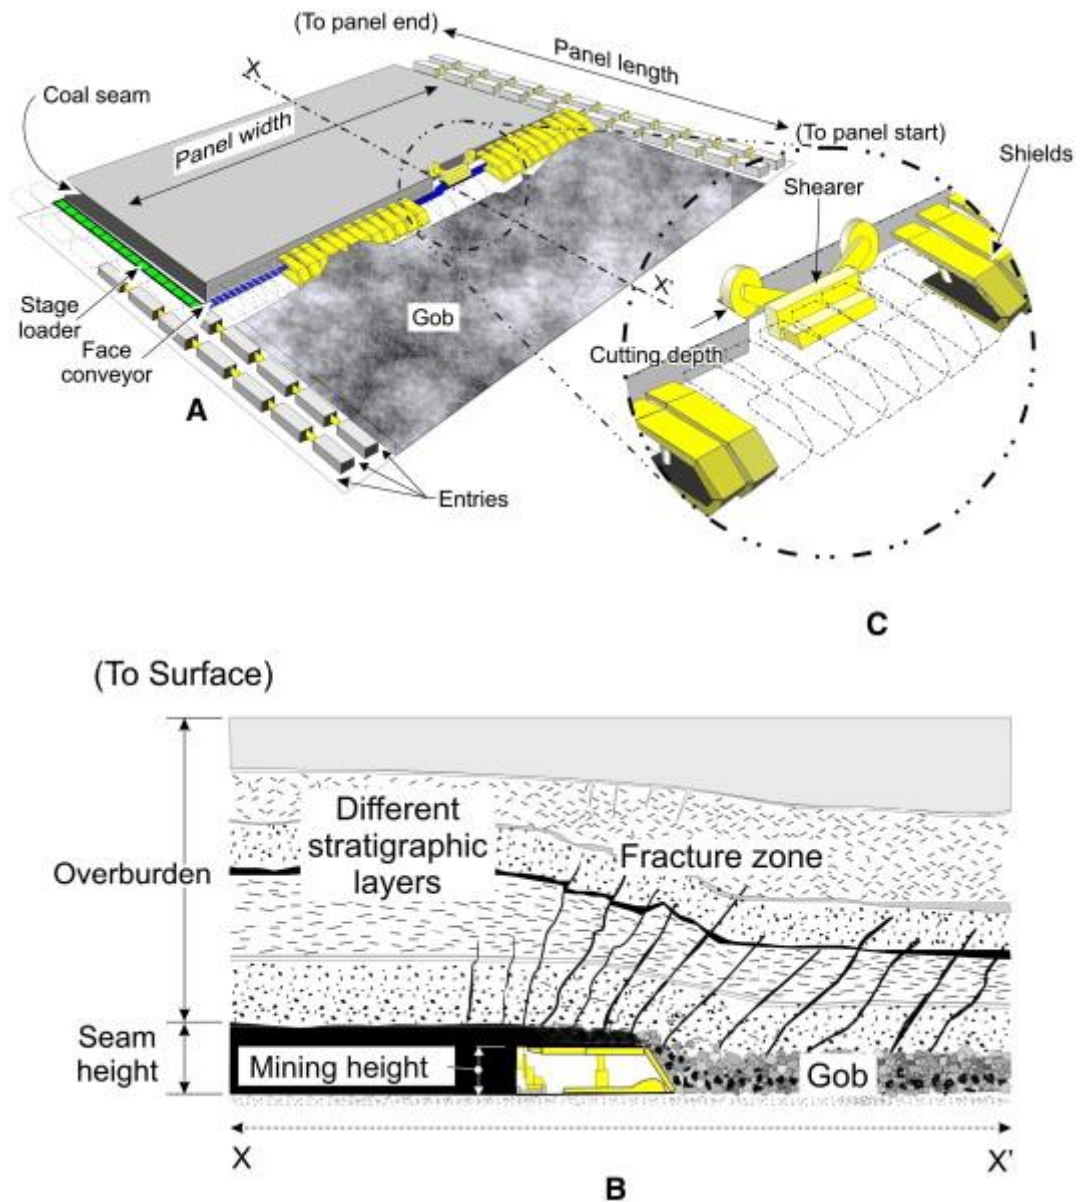 (To panel end)
Panel length
X
Coal seam
Panel width
(To panel start)
Shields
Shearer
X'
Stage
loader
Gob
Face
conveyor
Cutting depth
A
Entries
C
(To Surface)
Different
stratigraphic
layers
Fracture zone
Overburden
Seam
height
Mining height
Gob
X
X'
B